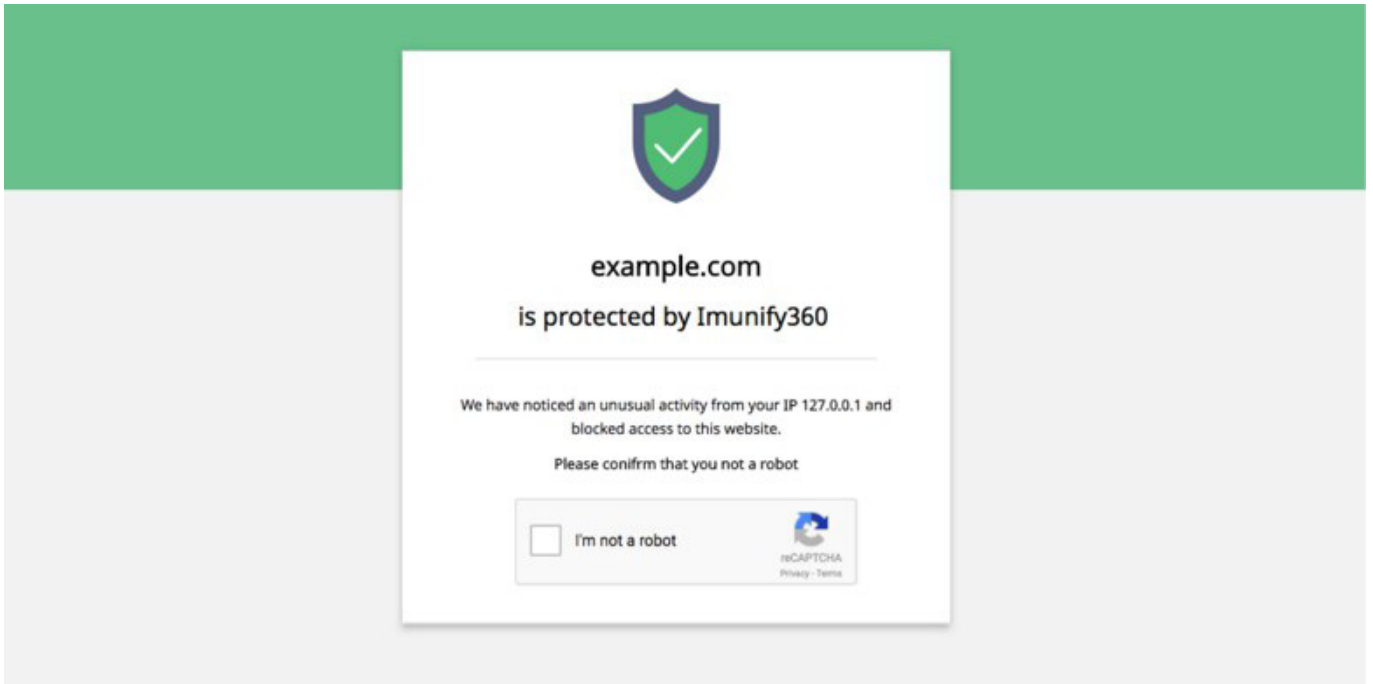 example.com
is protected by Imunify360
We have noticed an unusual activity from your IP 127.0.0.1 and
blocked access to this website.
Please conifrm that you not a robot
I'm not a robot
reCAPTCHA
Privacy - Terms